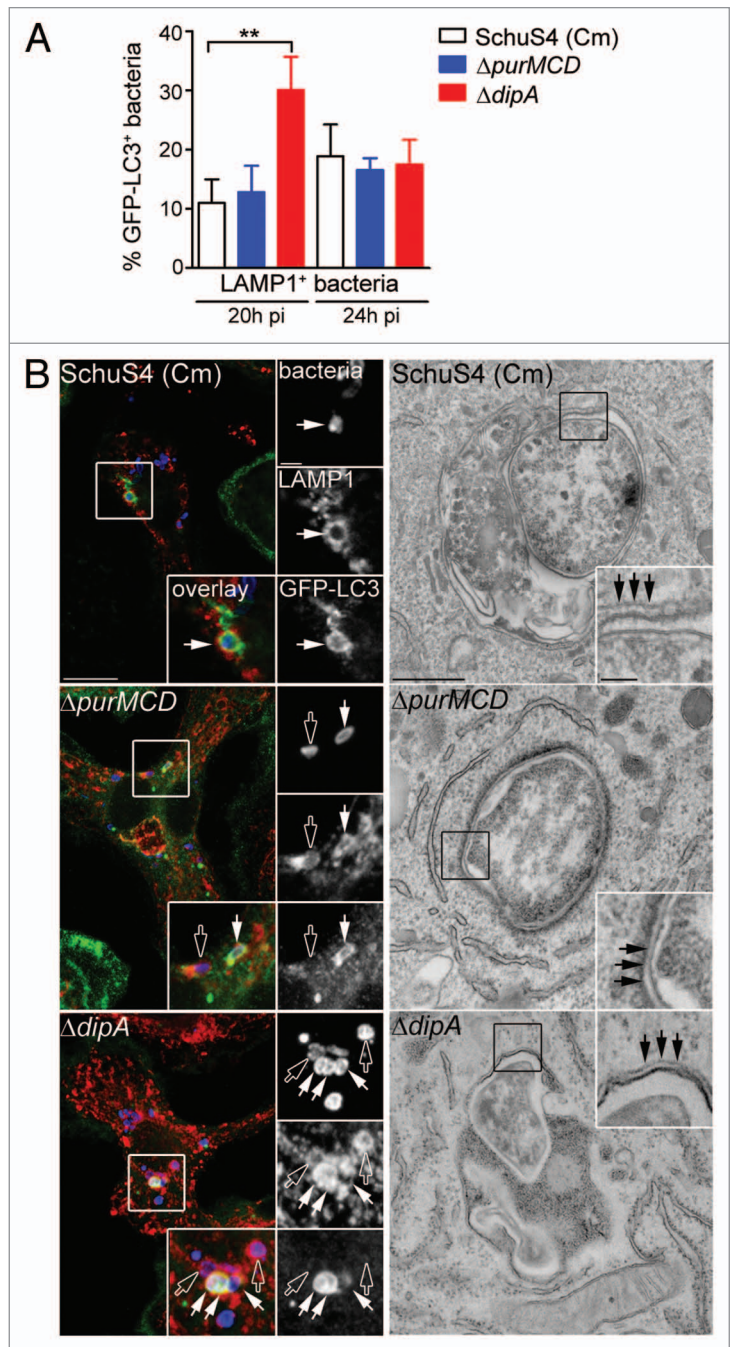 A
% GFP-LC3⁺ bacteria
40
30
20
10
0
**
SchuS4 (Cm)
ΔpurMCD
ΔdipA
LAMP1⁺ bacteria
20h pi 24h pi
B
SchuS4 (Cm)
bacteria
LAMP1
overlay
GFP-LC3
SchuS4 (Cm)
ΔpurMCD
ΔpurMCD
ΔdipA
ΔdipA